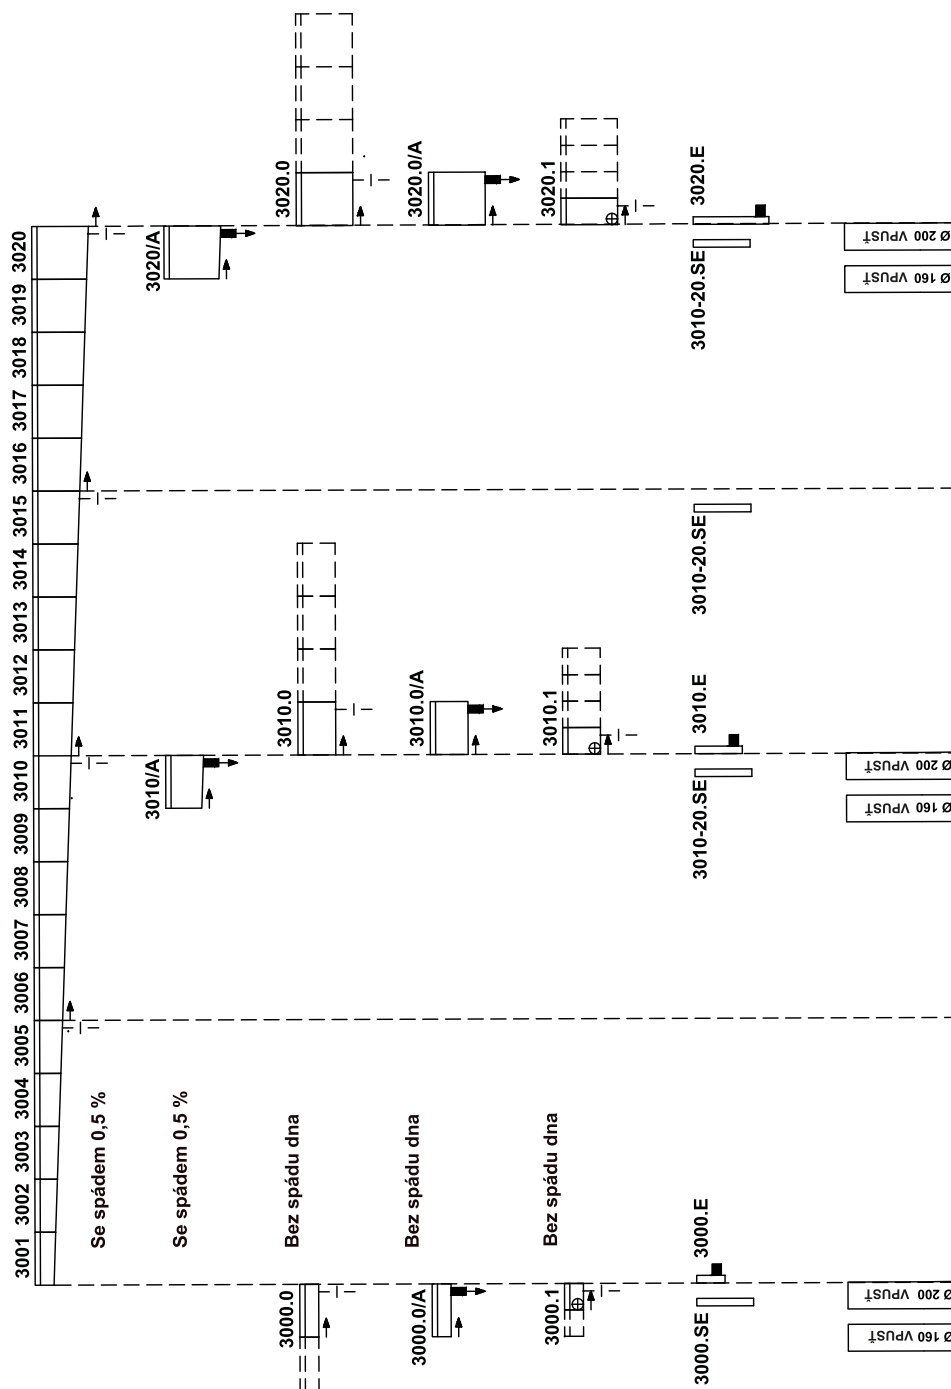 3001 3002 3003 3004 3005 3006 3007 3008 3009 3010 3011 3012 3013 3014 3015 3016 3017 3018 3019 3020
Se spádem 0,5 %
Se spádem 0,5 %
3010/A
3020/A
3000.0
Bez spádu dna
3010.0
3020.0
3000.0/A
Bez spádu dna
3010.0/A
3020.0/A
3000.1
Bez spádu dna
3010.1
3020.1
3000.SE
3000.E
3010-20.SE
3010.E
3010-20.SE
3010-20.SE
3020.E
Ø 160 VPUSŤ
Ø 200 VPUSŤ
Ø 160 VPUSŤ
Ø 200 VPUSŤ
Ø 160 VPUSŤ
Ø 200 VPUSŤ